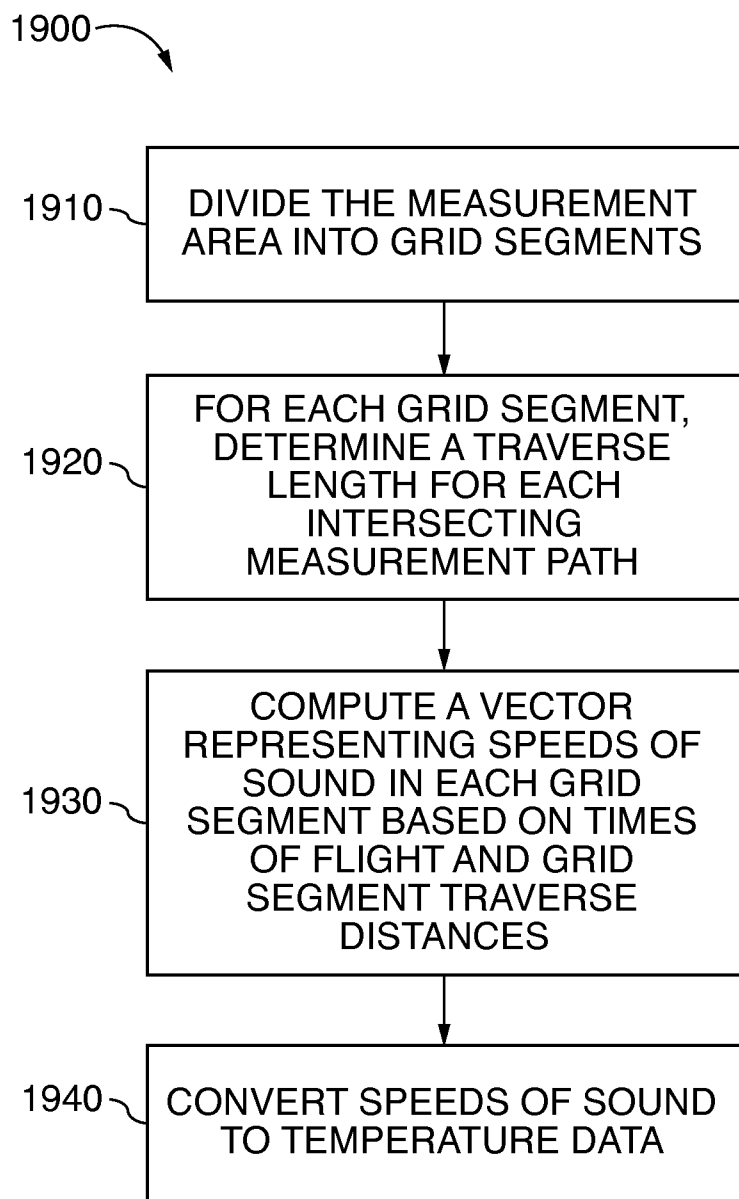 1900
1910
DIVIDE THE MEASUREMENT
AREA INTO GRID SEGMENTS
1920
FOR EACH GRID SEGMENT,
DETERMINE A TRAVERSE
LENGTH FOR EACH
INTERSECTING
MEASUREMENT PATH
1930
COMPUTE A VECTOR
REPRESENTING SPEEDS OF
SOUND IN EACH GRID
SEGMENT BASED ON TIMES
OF FLIGHT AND GRID
SEGMENT TRAVERSE
DISTANCES
1940
CONVERT SPEEDS OF SOUND
TO TEMPERATURE DATA